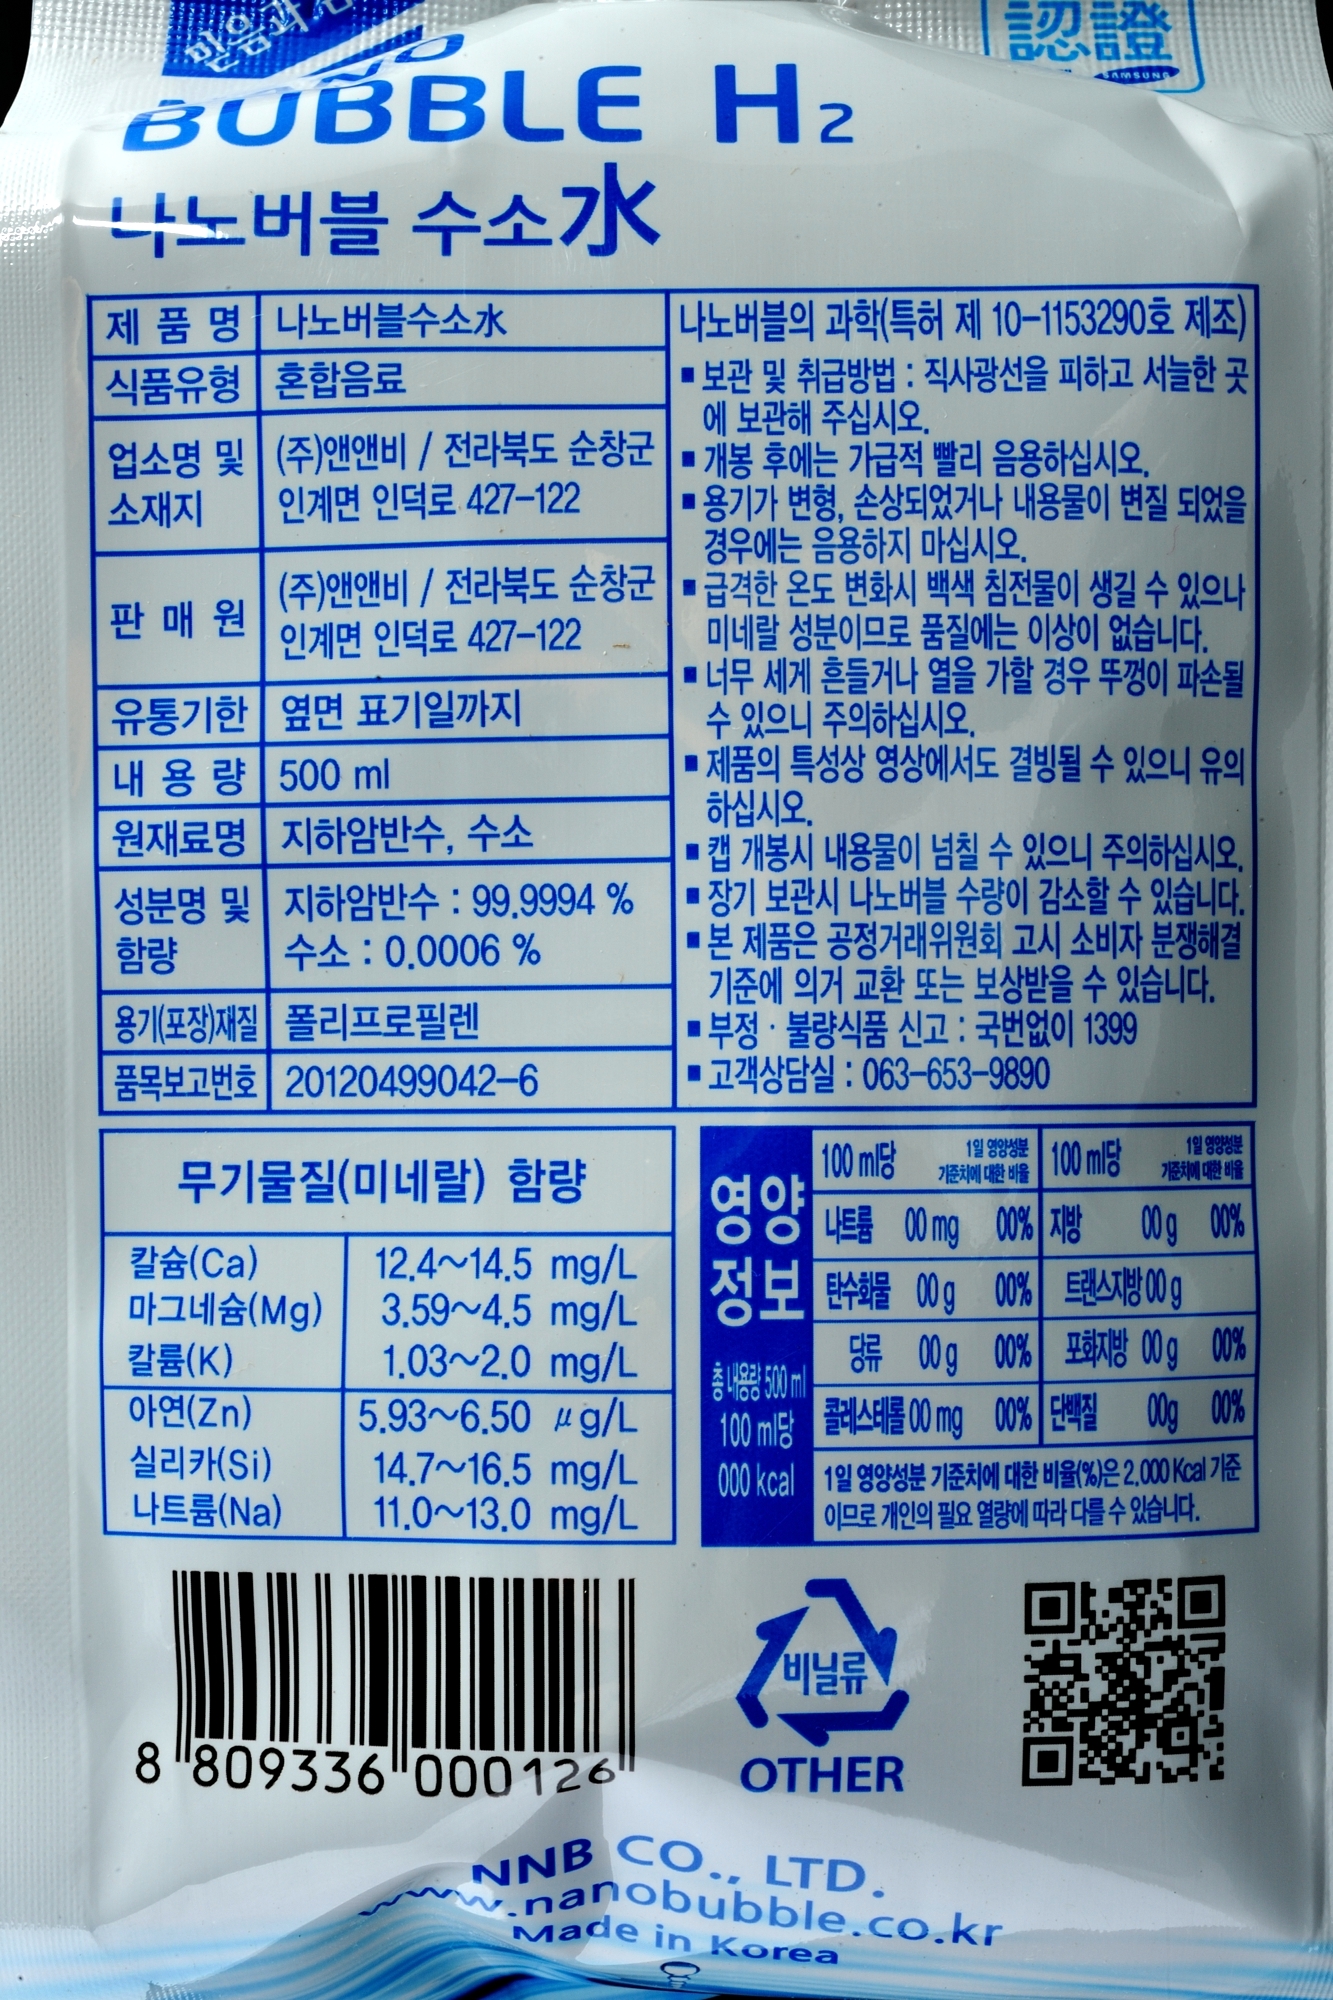 믿음과
認證
SAMSUNG
NANO
BUBBLE H2
나노버블 수소水
제 품 명 나노버블수소水
식품유형 혼합음료
업소명 및 소재지 (주)앤앤비 / 전라북도 순창군
인계면 인덕로 427-122
판 매 원 (주)앤앤비 / 전라북도 순창군
인계면 인덕로 427-122
유통기한 옆면 표기일까지
내 용 량 500 ml
원재료명 지하암반수, 수소
성분명 및 함량 지하암반수 : 99.9994 %
수소 : 0.0006 %
용기(포장)재질 폴리프로필렌
품목보고번호 20120499042-6
나노버블의 과학(특허 제 10-1153290호 제조)
▪ 보관 및 취급방법 : 직사광선을 피하고 서늘한 곳
에 보관해 주십시오.
▪ 개봉 후에는 가급적 빨리 음용하십시오.
▪ 용기가 변형, 손상되었거나 내용물이 변질 되었을
경우에는 음용하지 마십시오.
▪ 급격한 온도 변화시 백색 침전물이 생길 수 있으나
미네랄 성분이므로 품질에는 이상이 없습니다.
▪ 너무 세게 흔들거나 열을 가할 경우 뚜껑이 파손될
수 있으니 주의하십시오.
▪ 제품의 특성상 영상에서도 결빙될 수 있으니 유의
하십시오.
▪ 캡 개봉시 내용물이 넘칠 수 있으니 주의하십시오.
▪ 장기 보관시 나노버블 수량이 감소할 수 있습니다.
▪ 본 제품은 공정거래위원회 고시 소비자 분쟁해결
기준에 의거 교환 또는 보상받을 수 있습니다.
▪ 부정 · 불량식품 신고 : 국번없이 1399
▪ 고객상담실 : 063-653-9890
무기물질(미네랄) 함량
칼슘(Ca) 12.4~14.5 mg/L
마그네슘(Mg) 3.59~4.5 mg/L
칼륨(K) 1.03~2.0 mg/L
아연(Zn) 5.93~6.50 μg/L
실리카(Si) 14.7~16.5 mg/L
나트륨(Na) 11.0~13.0 mg/L
영양
정보
총 내용량 500 ml
100 ml당
000 kcal
100 ml당 1일 영양성분 기준치에 대한 비율 100 ml당 1일 영양성분 기준치에 대한 비율
나트륨 00 mg 00% 지방 00 g 00%
탄수화물 00 g 00% 트랜스지방 00 g
당류 00 g 00% 포화지방 00 g 00%
콜레스테롤 00 mg 00% 단백질 00g 00%
1일 영양성분 기준치에 대한 비율(%)은 2,000 Kcal 기준
이므로 개인의 필요 열량에 따라 다를 수 있습니다.
8 809336 000126
비닐류
OTHER
NNB CO., LTD.
www.nanobubble.co.kr
Made in Korea